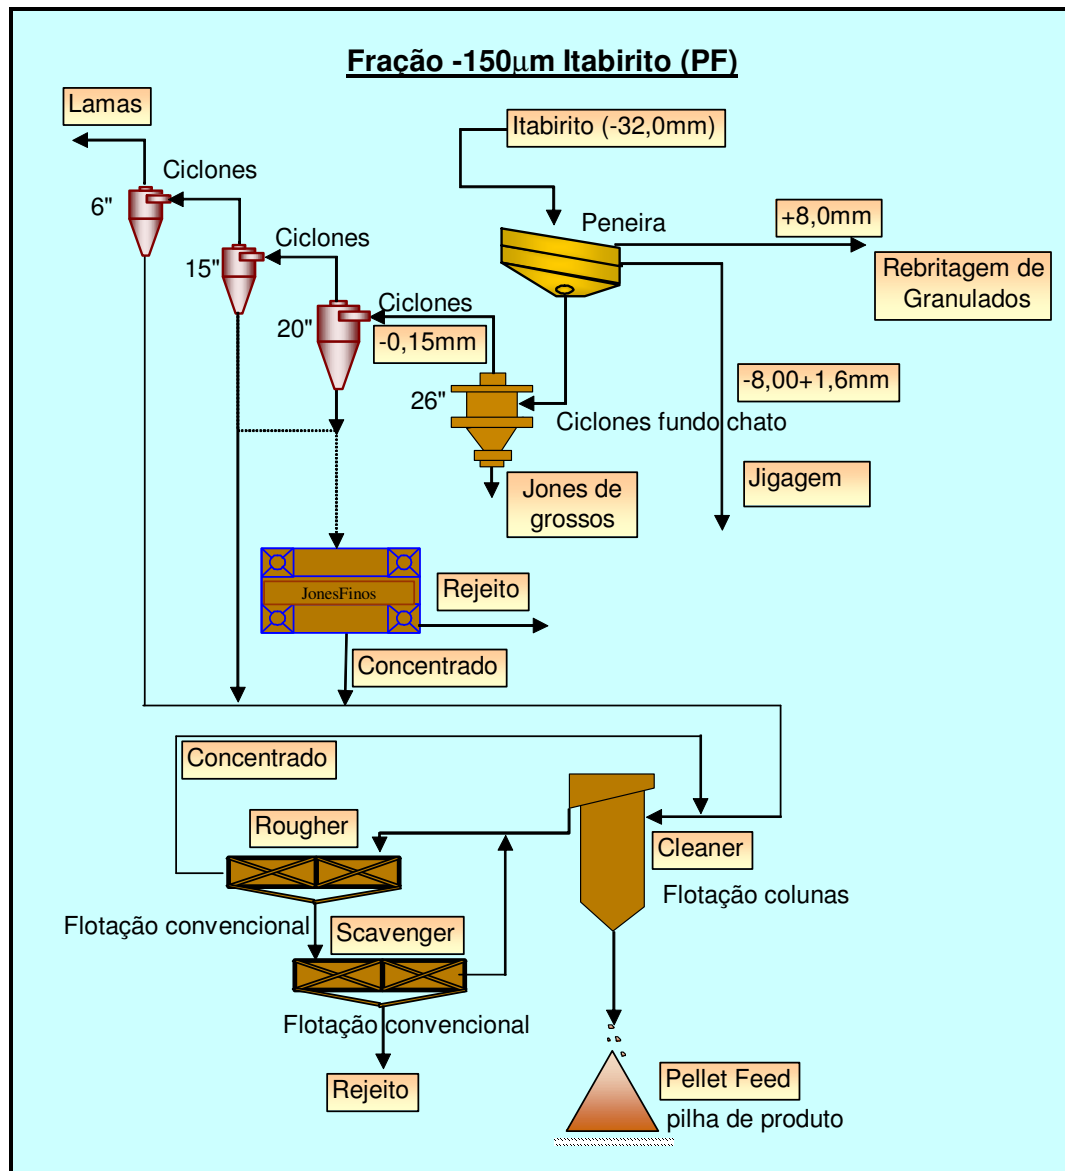 Fração -150μm Itabirito (PF)
Lamas
Itabirito (-32,0mm)
Ciclones
6"
Peneira
+8,0mm
Ciclones
15"
Rebritagem de
Granulados
Ciclones
20"
-0,15mm
-8,00+1,6mm
26"
Ciclones fundo chato
Jones de
grossos
Jigagem
JonesFinos
Rejeito
Concentrado
Concentrado
Rougher
Cleaner
Flotação colunas
Flotação convencional
Scavenger
Flotação convencional
Rejeito
Pellet Feed
pilha de produto